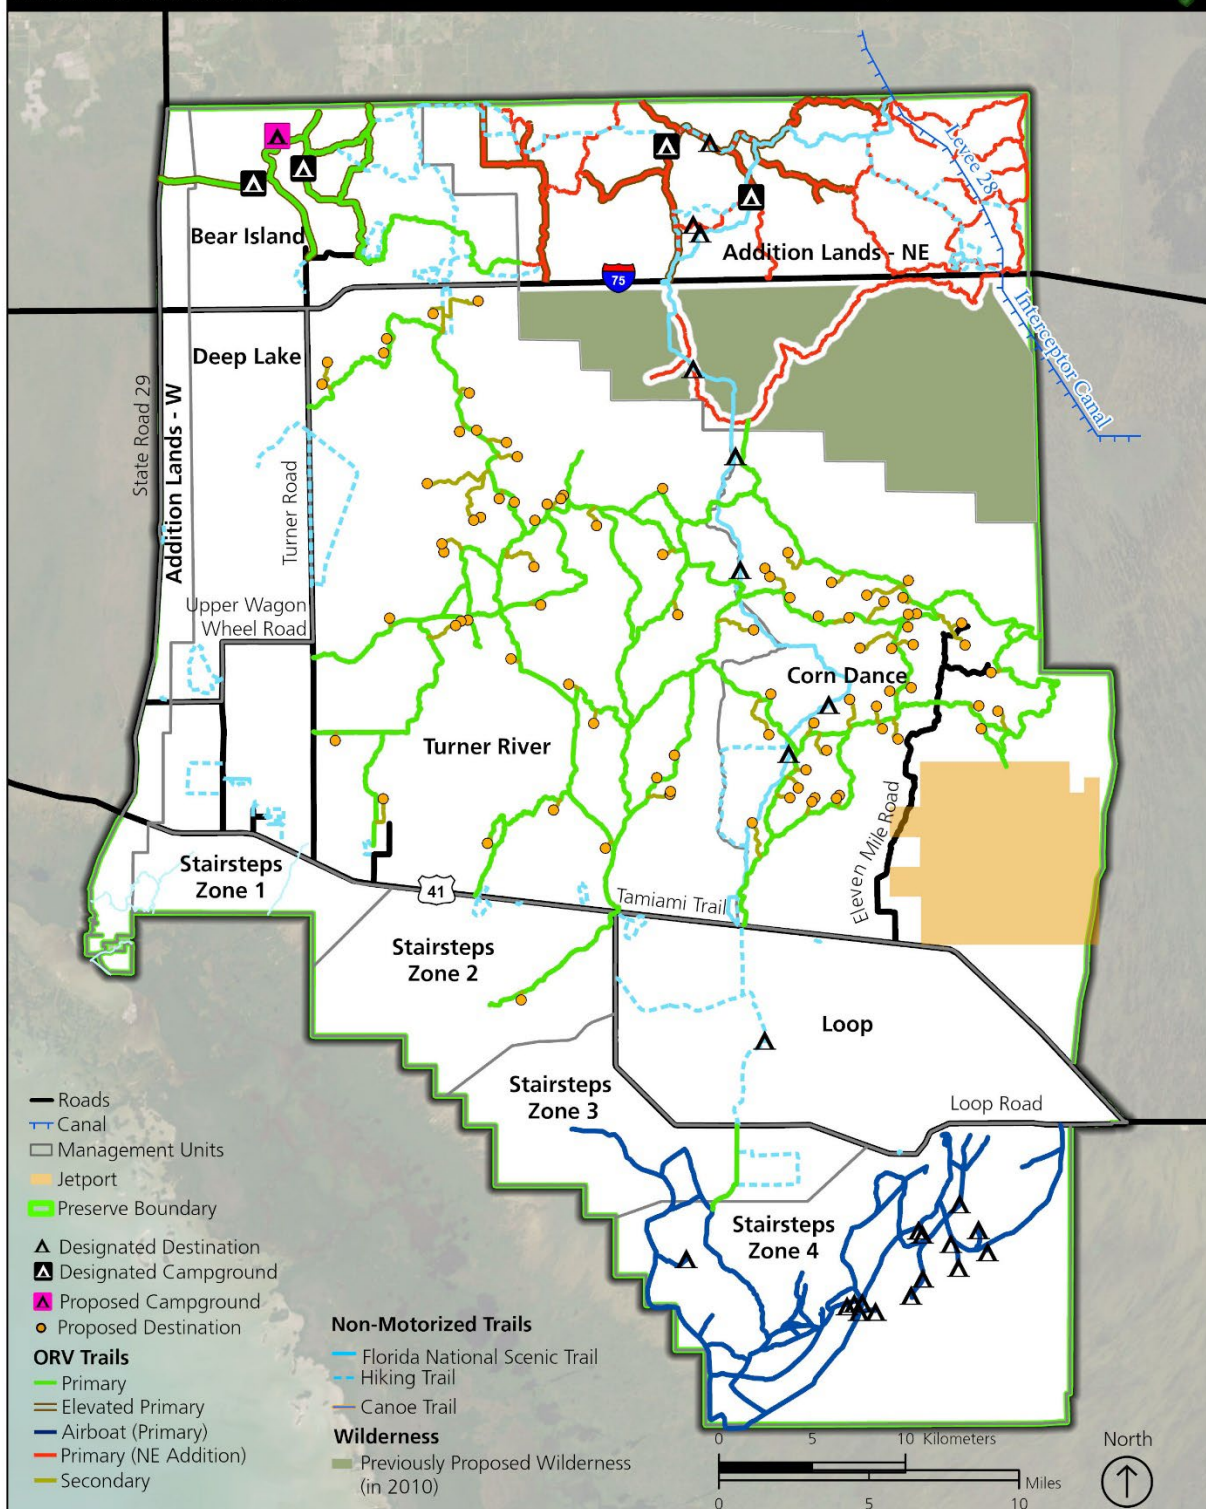 Levee 28
Bear Island
Addition Lands - NE
75
Interceptor Canal
Deep Lake
State Road 29
Addition Lands - W
Turner Road
Upper Wagon
Wheel Road
Corn Dance
Turner River
Eleven Mile Road
Stairsteps
Zone 1
41
Tamiami Trail
Stairsteps
Zone 2
Loop
Stairsteps
Zone 3
Loop Road
Stairsteps
Zone 4
Roads
Canal
Management Units
Jetport
Preserve Boundary
Designated Destination
Designated Campground
Proposed Campground
Proposed Destination
ORV Trails
Primary
Elevated Primary
Airboat (Primary)
Primary (NE Addition)
Secondary
Non-Motorized Trails
Florida National Scenic Trail
Hiking Trail
Canoe Trail
Wilderness
Previously Proposed Wilderness
(in 2010)
0 5 10 Kilometers
Miles
0 5 10
North